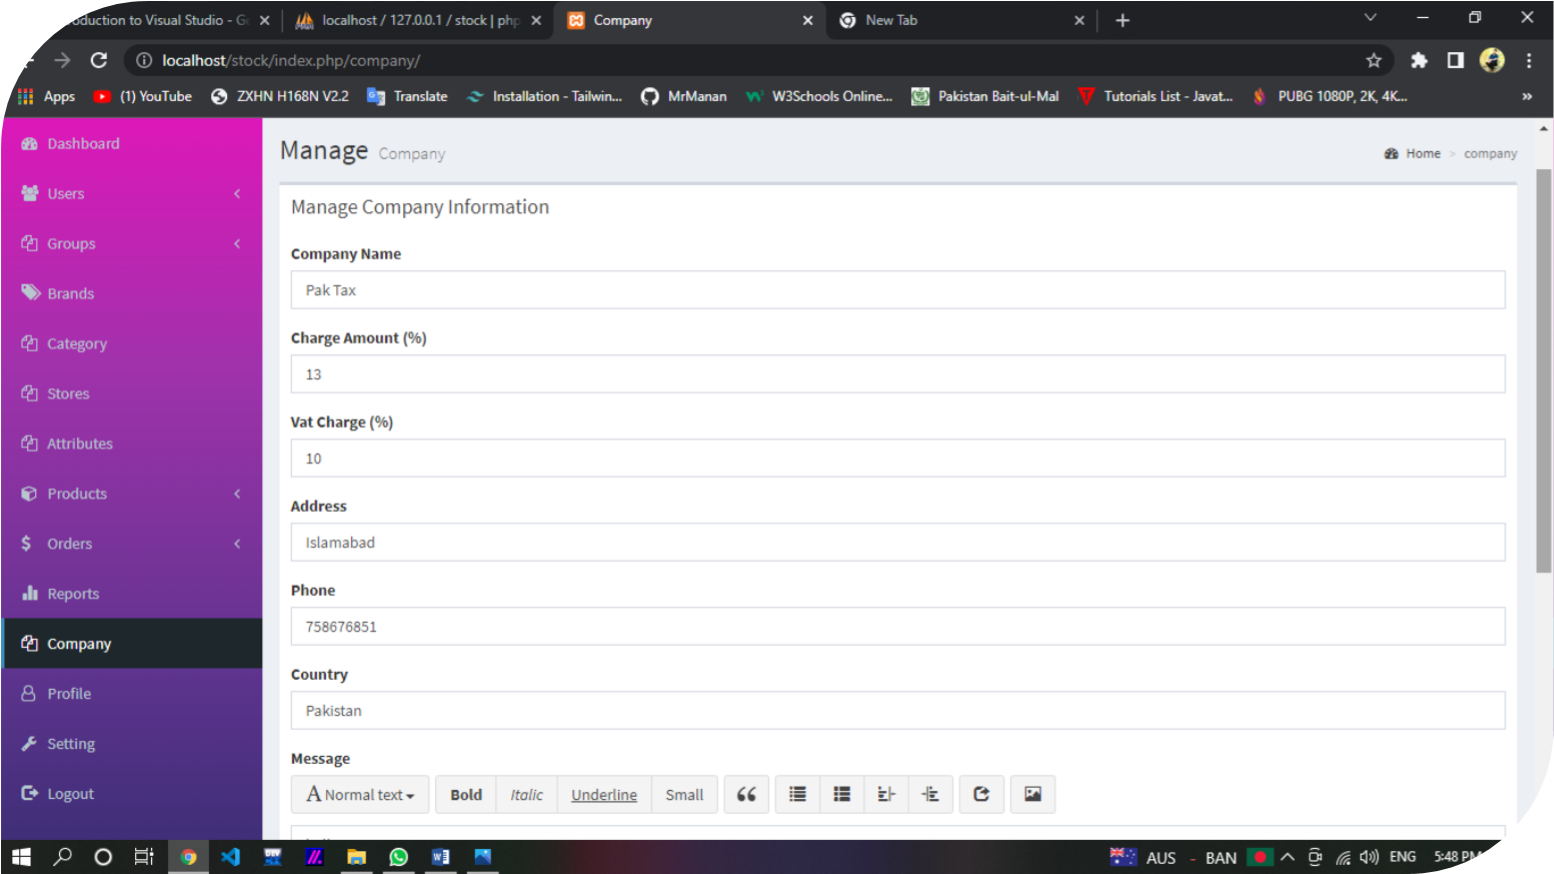 duction to Visual Studio - G
localhost / 127.0.0.1 / stock | php
Company
New Tab
localhost/stock/index.php/company/
Apps
(1) YouTube
ZXHN H168N V2.2
Translate
Installation - Tailwin...
MrManan
W3Schools Online...
Pakistan Bait-ul-Mal
Tutorials List - Javat...
PUBG 1080P, 2K, 4K...
»
Dashboard
Users
Groups
Brands
Category
Stores
Attributes
Products
Orders
Reports
Company
Profile
Setting
Logout
Manage Company
Home > company
Manage Company Information
Company Name
Pak Tax
Charge Amount (%)
13
Vat Charge (%)
10
Address
Islamabad
Phone
758676851
Country
Pakistan
Message
A Normal text
Bold
Italic
Underline
Small
AUS - BAN
ENG
5:48 PM